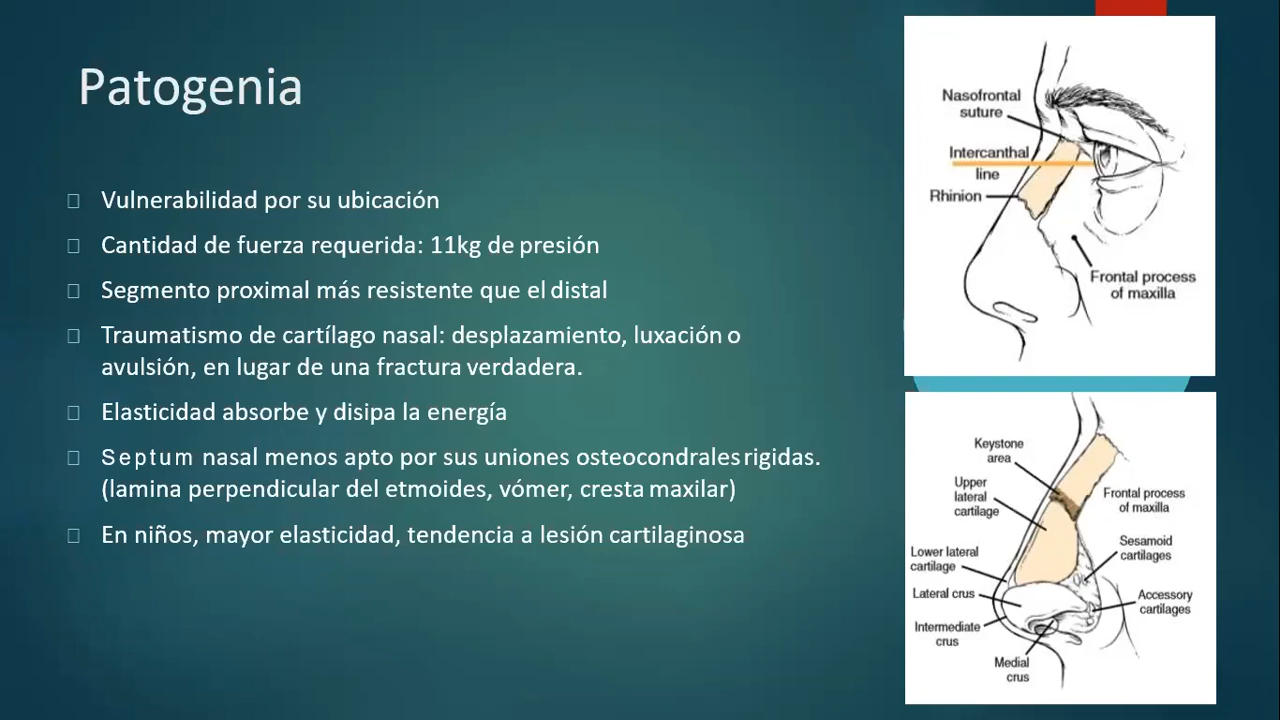 Patogenia
Vulnerabilidad por su ubicación
Cantidad de fuerza requerida: 11kg de presión
Segmento proximal más resistente que el distal
Traumatismo de cartílago nasal: desplazamiento, luxación o
avulsión, en lugar de una fractura verdadera.
Elasticidad absorbe y disipa la energía
Septum nasal menos apto por sus uniones osteocondrales rigidas.
(lamina perpendicular del etmoides, vómer, cresta maxilar)
En niños, mayor elasticidad, tendencia a lesión cartilaginosa
Nasofrontal
suture
Intercanthal
line
Rhinion
Frontal process
of maxilla
Keystone
area
Upper
lateral
cartilage
Frontal process
of maxilla
Lower lateral
cartilage
Sesamoid
cartilages
Lateral crus
Accessory
cartilages
Intermediate
crus
Medial
crus